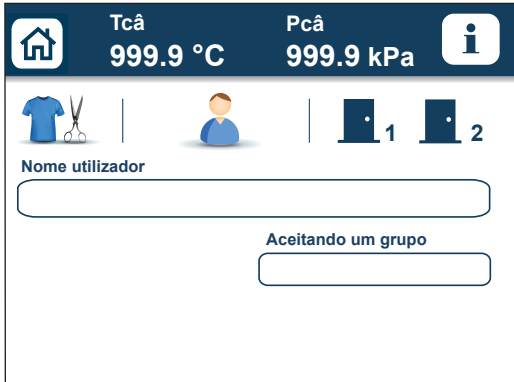 Tcâ Pcâ
999.9 °C 999.9 kPa
i
1 2
Nome utilizador
Aceitando um grupo